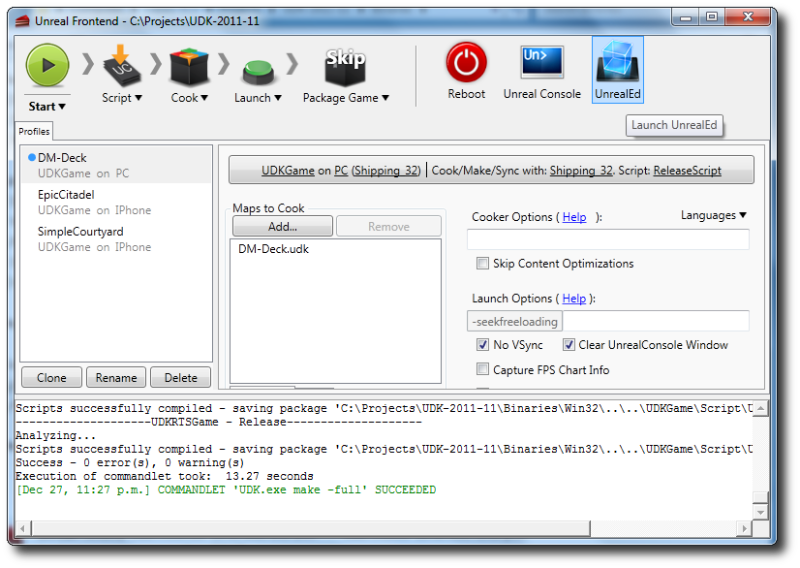 Unreal Frontend - C:\Projects\UDK-2011-11
Start ▾
UC
Script ▾
Cook ▾
Launch ▾
Skip
Package Game ▾
Reboot
Un>
Unreal Console
UnrealEd
Launch UnrealEd
Profiles
DM-Deck
UDKGame on PC
EpicCitadel
UDKGame on IPhone
SimpleCourtyard
UDKGame on IPhone
Clone Rename Delete
UDKGame on PC (Shipping_32) | Cook/Make/Sync with: Shipping_32. Script: ReleaseScript
Maps to Cook
Add... Remove
DM-Deck.udk
Cooker Options ( Help ): Languages ▾
Skip Content Optimizations
Launch Options ( Help ):
-seekfreeloading
No VSync Clear UnrealConsole Window
Capture FPS Chart Info
Scripts successfully compiled - saving package 'C:\Projects\UDK-2011-11\Binaries\Win32\..\..\UDKGame\Script\U
--------------------UDKRTSGame - Release--------------------
Analyzing...
Scripts successfully compiled - saving package 'C:\Projects\UDK-2011-11\Binaries\Win32\..\..\UDKGame\Script\U
Success - 0 error(s), 0 warning(s)
Execution of commandlet took: 13.27 seconds
[Dec 27, 11:27 p.m.] COMMANDLET 'UDK.exe make -full' SUCCEEDED